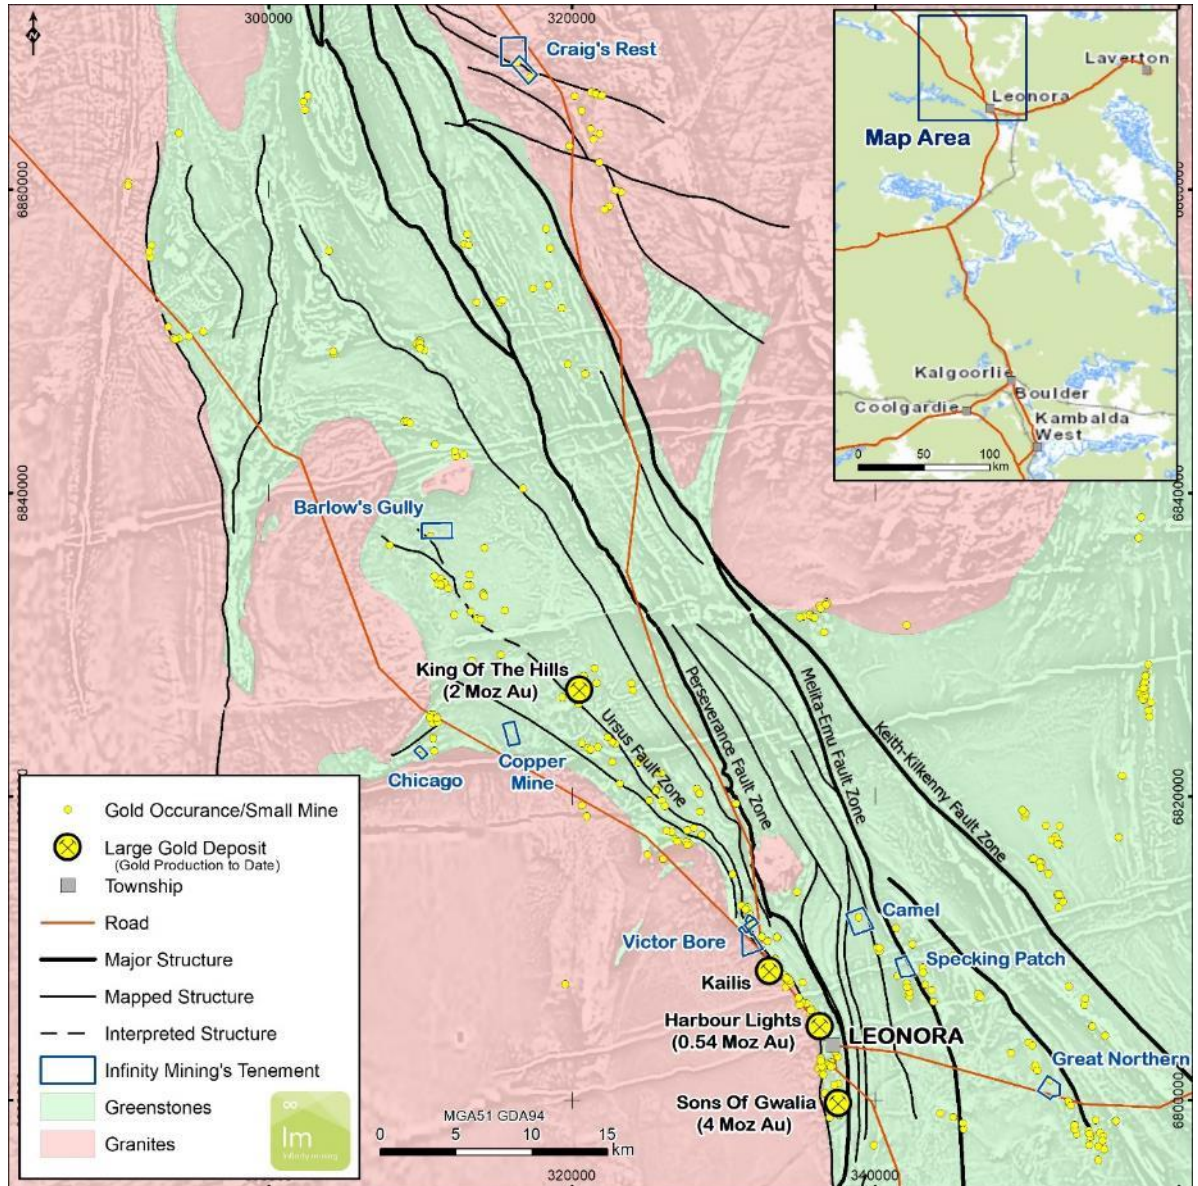 300000
320000
N
Craig's Rest
Laverton
Leonora
Map Area
6860000
Kalgoorlie
Boulder
Coolgardie
Kambalda
West
0 50 100
km
6840000
6840000
Barlow's Gully
King Of The Hills
(2 Moz Au)
Ursus Fault Zone
Perseverance Fault Zone
Melita-Emu Fault Zone
Keith-Kilkenny Fault Zone
Copper
Mine
Chicago
6820000
Gold Occurance/Small Mine
Large Gold Deposit
(Gold Production to Date)
Township
Road
Major Structure
Mapped Structure
Interpreted Structure
Infinity Mining's Tenement
Greenstones
Granites
Im
Infinity mining
Camel
Victor Bore
Specking Patch
Kailis
Harbour Lights
(0.54 Moz Au)
LEONORA
Great Northern
Sons Of Gwalia
(4 Moz Au)
6800000
MGA51 GDA94
0 5 10 15
km
320000
340000